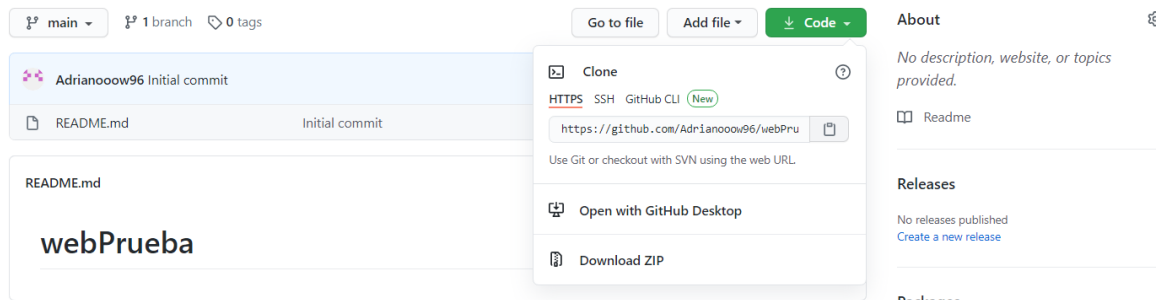 main
1 branch
0 tags
Go to file
Add file
Code
Adrianooow96 Initial commit
README.md
Initial commit
README.md
webPrueba
Clone
HTTPS
SSH
GitHub CLI
New
https://github.com/Adrianooow96/webPru
Use Git or checkout with SVN using the web URL.
Open with GitHub Desktop
Download ZIP
About
No description, website, or topics
provided.
Readme
Releases
No releases published
Create a new release